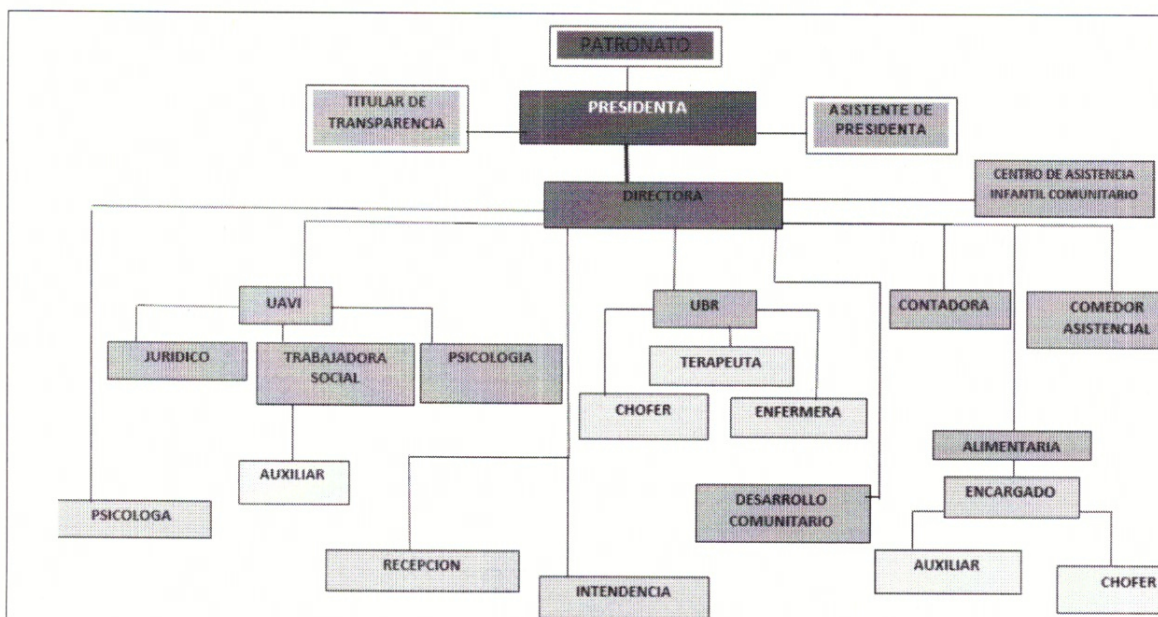 PATRONATO
TITULAR DE
TRANSPARENCIA
PRESIDENTA
ASISTENTE DE
PRESIDENTA
DIRECTORA
CENTRO DE ASISTENCIA
INFANTIL COMUNITARIO
UAVI
UBR
CONTADORA
COMEDOR
ASISTENCIAL
JURIDICO
TRABAJADORA
SOCIAL
PSICOLOGIA
TERAPEUTA
CHOFER
ENFERMERA
AUXILIAR
ALIMENTARIA
ENCARGADO
PSICOLOGA
DESARROLLO
COMUNITARIO
RECEPCION
INTENDENCIA
AUXILIAR
CHOFER